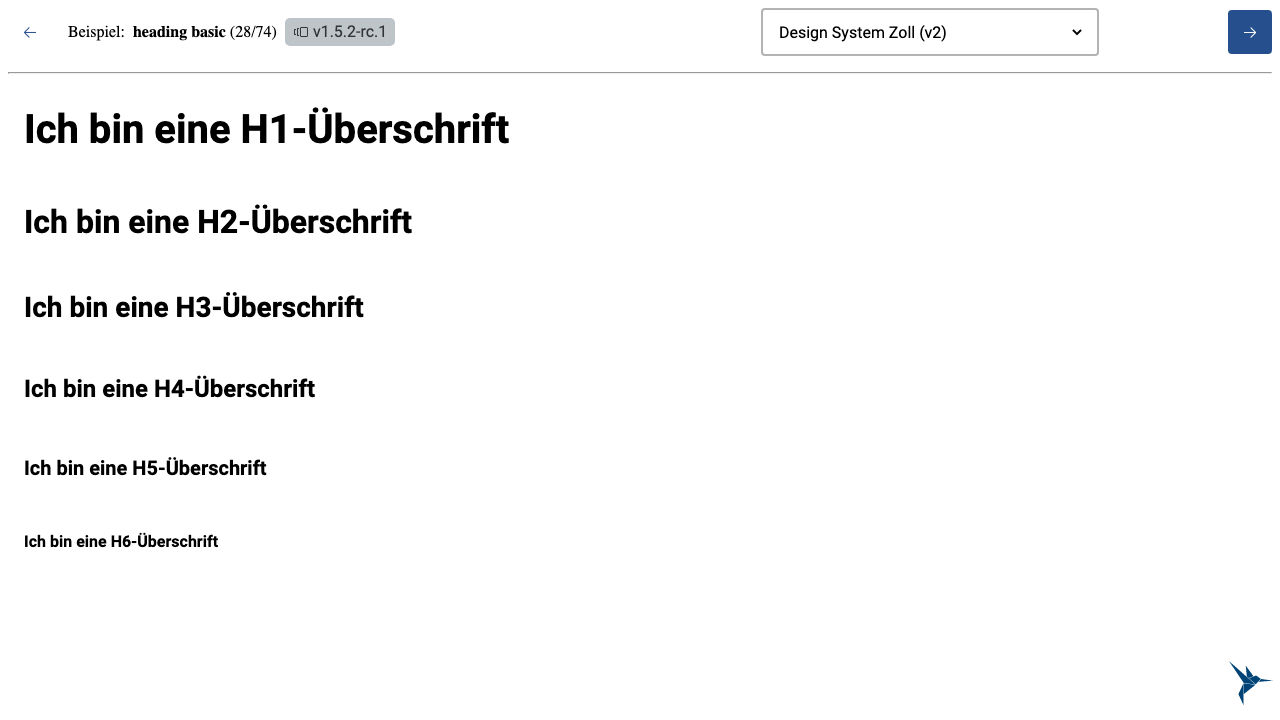 Beispiel: heading basic (28/74) v1.5.2-rc.1 Design System Zoll (v2)
Ich bin eine H1-Überschrift
Ich bin eine H2-Überschrift
Ich bin eine H3-Überschrift
Ich bin eine H4-Überschrift
Ich bin eine H5-Überschrift
Ich bin eine H6-Überschrift